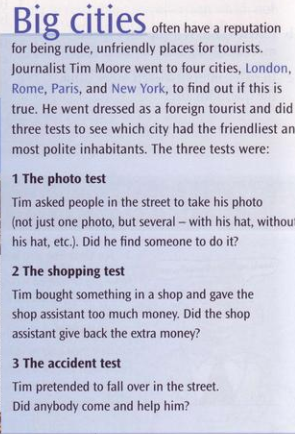 Big cities often have a reputation
for being rude, unfriendly places for tourists.
Journalist Tim Moore went to four cities, London,
Rome, Paris, and New York, to find out if this is
true. He went dressed as a foreign tourist and did
three tests to see which city had the friendliest an
most polite inhabitants. The three tests were:
1 The photo test
Tim asked people in the street to take his photo
(not just one photo, but several – with his hat, without
his hat, etc.). Did he find someone to do it?
2 The shopping test
Tim bought something in a shop and gave the
shop assistant too much money. Did the shop
assistant give back the extra money?
3 The accident test
Tim pretended to fall over in the street.
Did anybody come and help him?